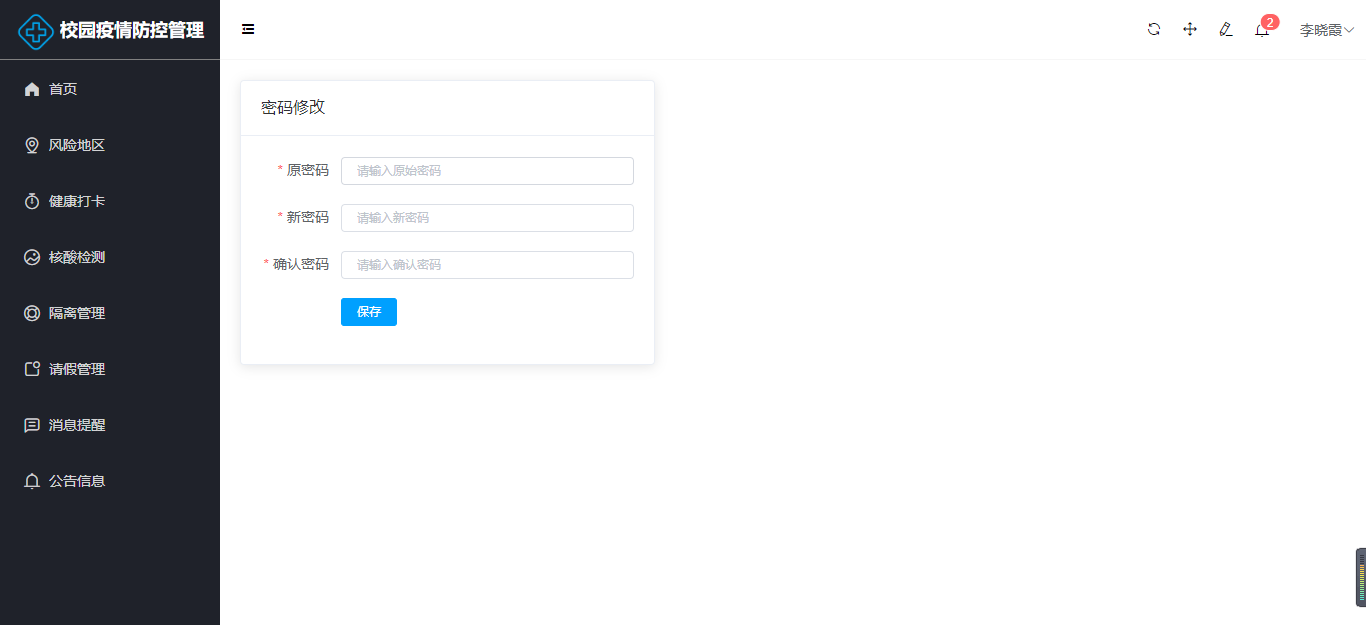 校园疫情防控管理
首页
风险地区
健康打卡
核酸检测
隔离管理
请假管理
消息提醒
公告信息
2
李晓霞
密码修改
* 原密码 请输入原始密码
* 新密码 请输入新密码
* 确认密码 请输入确认密码
保存